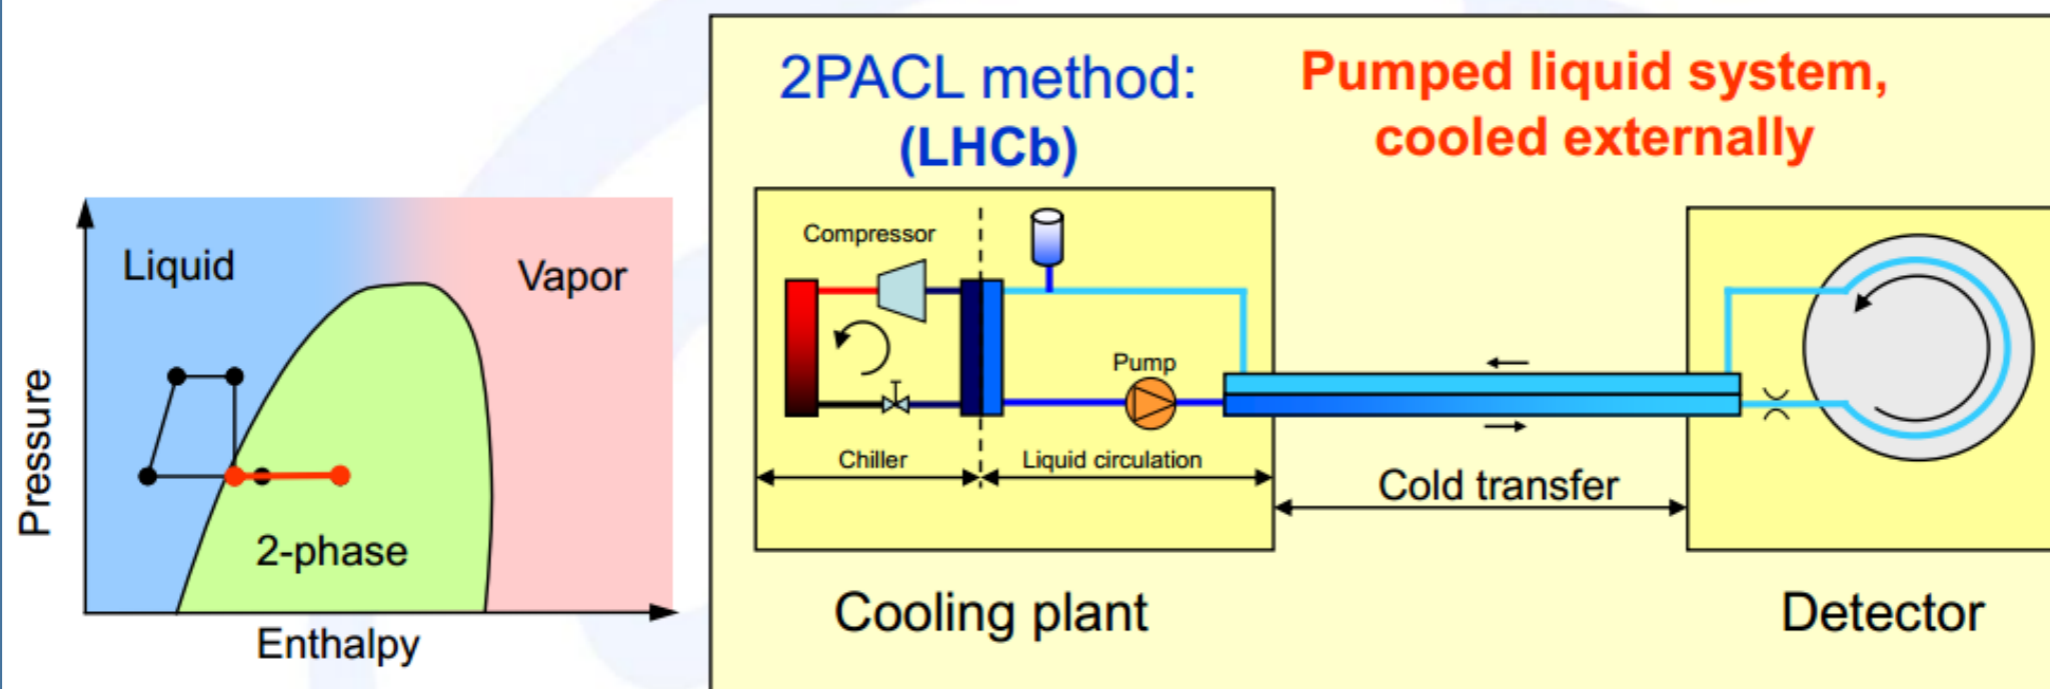 2PACL method:
(LHCb)
Pumped liquid system,
cooled externally
Liquid
Vapor
2-phase
Pressure
Enthalpy
Compressor
Pump
Chiller
Liquid circulation
Cold transfer
Cooling plant
Detector